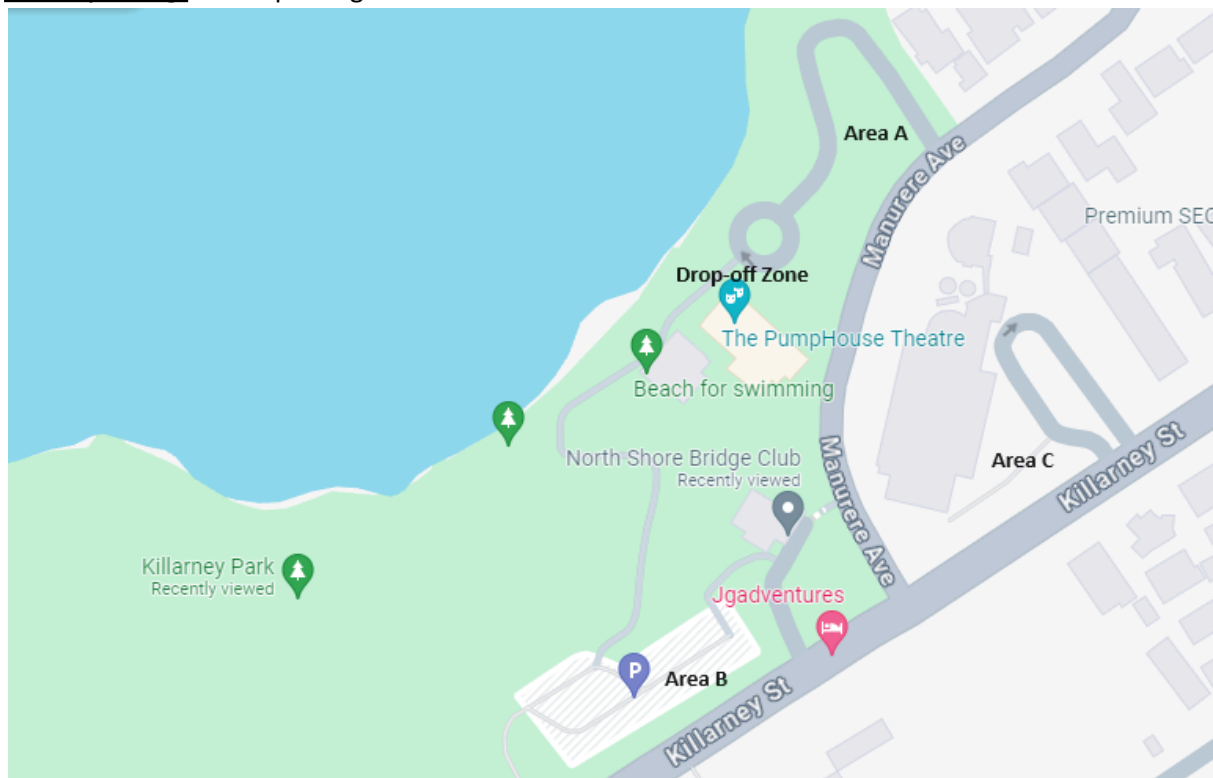 Area A
Manurere Ave
Premium SEO
Drop-off Zone
The PumpHouse Theatre
Beach for swimming
North Shore Bridge Club
Recently viewed
Area C
Killarney St
Manurere Ave
Killarney Park
Recently viewed
Jgadventures
P
Area B
Killarney St